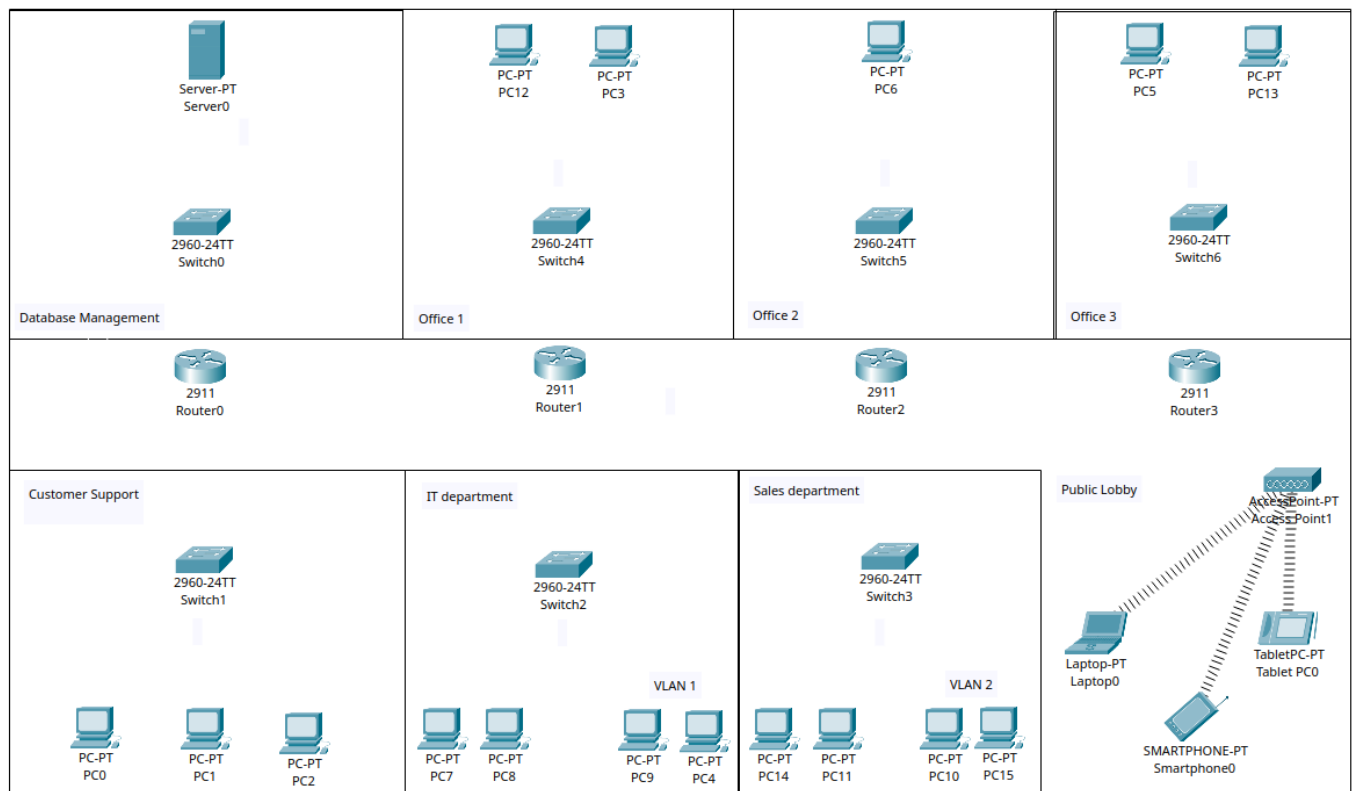 Server-PT
Server0
PC-PT
PC12
PC-PT
PC3
PC-PT
PC6
PC-PT
PC5
PC-PT
PC13
2960-24TT
Switch0
2960-24TT
Switch4
2960-24TT
Switch5
2960-24TT
Switch6
Database Management
Office 1
Office 2
Office 3
2911
Router0
2911
Router1
2911
Router2
2911
Router3
Customer Support
IT department
Sales department
Public Lobby
AccessPoint-PT
Access Point1
2960-24TT
Switch1
2960-24TT
Switch2
2960-24TT
Switch3
Laptop-PT
Laptop0
TabletPC-PT
Tablet PC0
VLAN 1
VLAN 2
SMARTPHONE-PT
Smartphone0
PC-PT
PC0
PC-PT
PC1
PC-PT
PC2
PC-PT
PC7
PC-PT
PC8
PC-PT
PC9
PC-PT
PC4
PC-PT
PC14
PC-PT
PC11
PC-PT
PC10
PC-PT
PC15